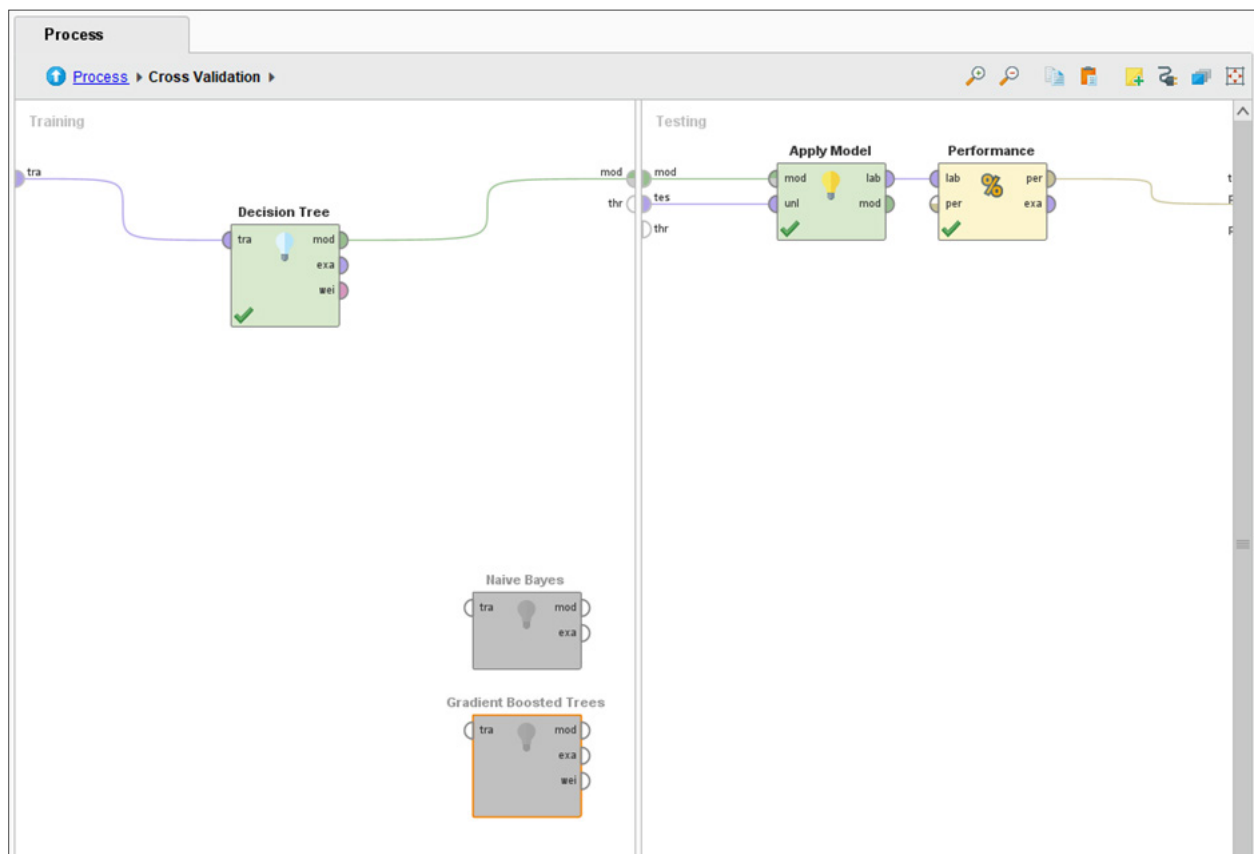 Process
Process Cross Validation
Training
tra
mod
thr
Decision Tree
tra mod
exa
wei
Naive Bayes
tra mod
exa
Gradient Boosted Trees
tra mod
exa
wei
Testing
mod
tes
thr
Apply Model
mod lab
unl mod
Performance
lab per
per exa
t
p
p